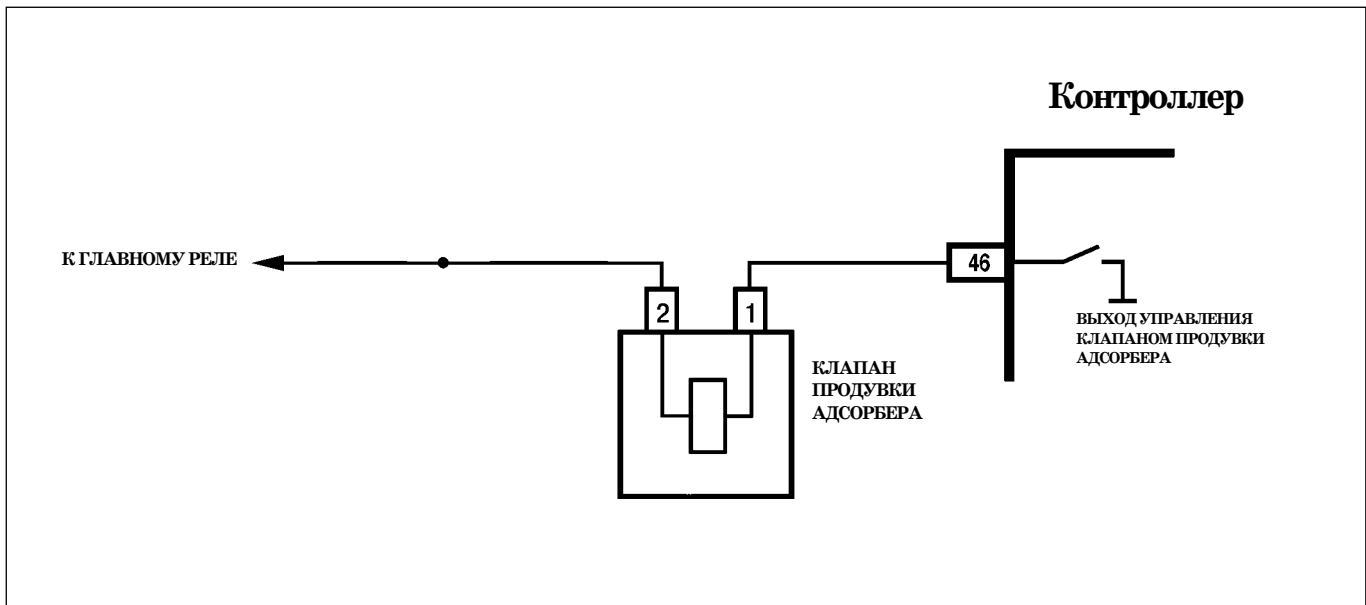 Контроллер
К ГЛАВНОМУ РЕЛЕ
46
2
1
ВЫХОД УПРАВЛЕНИЯ
КЛАПАНОМ ПРОДУВКИ
АДСОРБЕРА
КЛАПАН
ПРОДУВКИ
АДСОРБЕРА